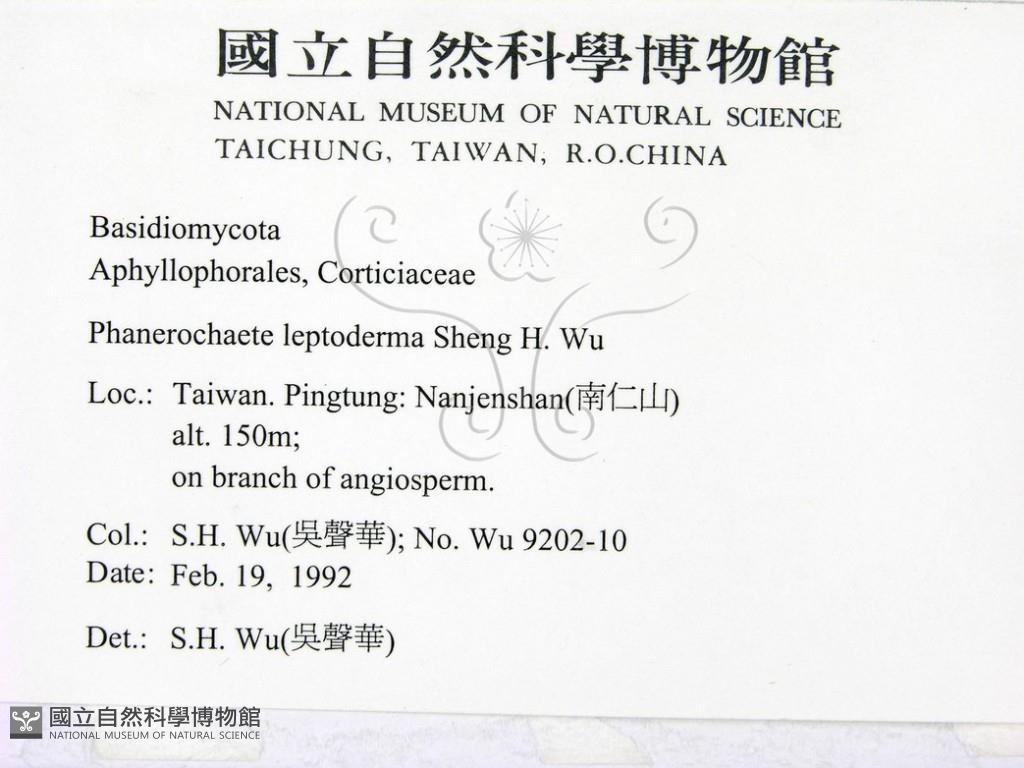 國立自然科學博物館
NATIONAL MUSEUM OF NATURAL SCIENCE
TAICHUNG, TAIWAN, R.O.CHINA
Basidiomycota
Aphyllophorales, Corticiaceae
Phanerochaete leptoderma Sheng H. Wu
Loc.: Taiwan. Pingtung: Nanjenshan(南仁山)
alt. 150m;
on branch of angiosperm.
Col.: S.H. Wu(吳聲華); No. Wu 9202-10
Date: Feb. 19, 1992
Det.: S.H. Wu(吳聲華)
國立自然科學博物館
NATIONAL MUSEUM OF NATURAL SCIENCE